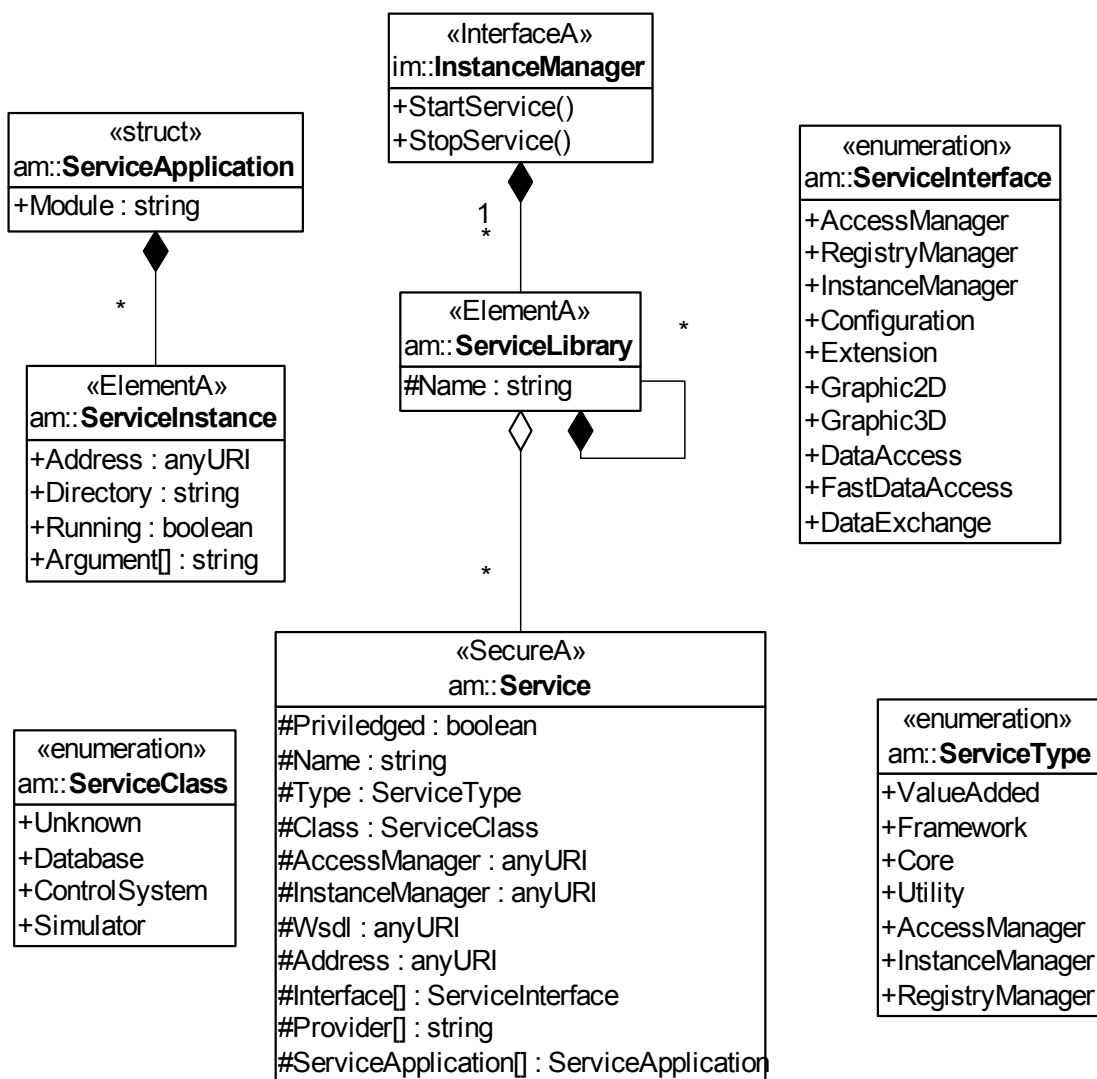 «InterfaceA»
im::InstanceManager
+StartService()
+StopService()
«struct»
am::ServiceApplication
+Module : string
«enumeration»
am::ServiceInterface
+AccessManager
+RegistryManager
+InstanceManager
+Configuration
+Extension
+Graphic2D
+Graphic3D
+DataAccess
+FastDataAccess
+DataExchange
1
*
*
«ElementA»
am::ServiceLibrary
#Name : string
*
«ElementA»
am::ServiceInstance
+Address : anyURI
+Directory : string
+Running : boolean
+Argument[] : string
*
«SecureA»
am::Service
#Priviledged : boolean
#Name : string
#Type : ServiceType
#Class : ServiceClass
#AccessManager : anyURI
#InstanceManager : anyURI
#Wsdl : anyURI
#Address : anyURI
#Interface[] : ServiceInterface
#Provider[] : string
#ServiceApplication[] : ServiceApplication
«enumeration»
am::ServiceClass
+Unknown
+Database
+ControlSystem
+Simulator
«enumeration»
am::ServiceType
+ValueAdded
+Framework
+Core
+Utility
+AccessManager
+InstanceManager
+RegistryManager